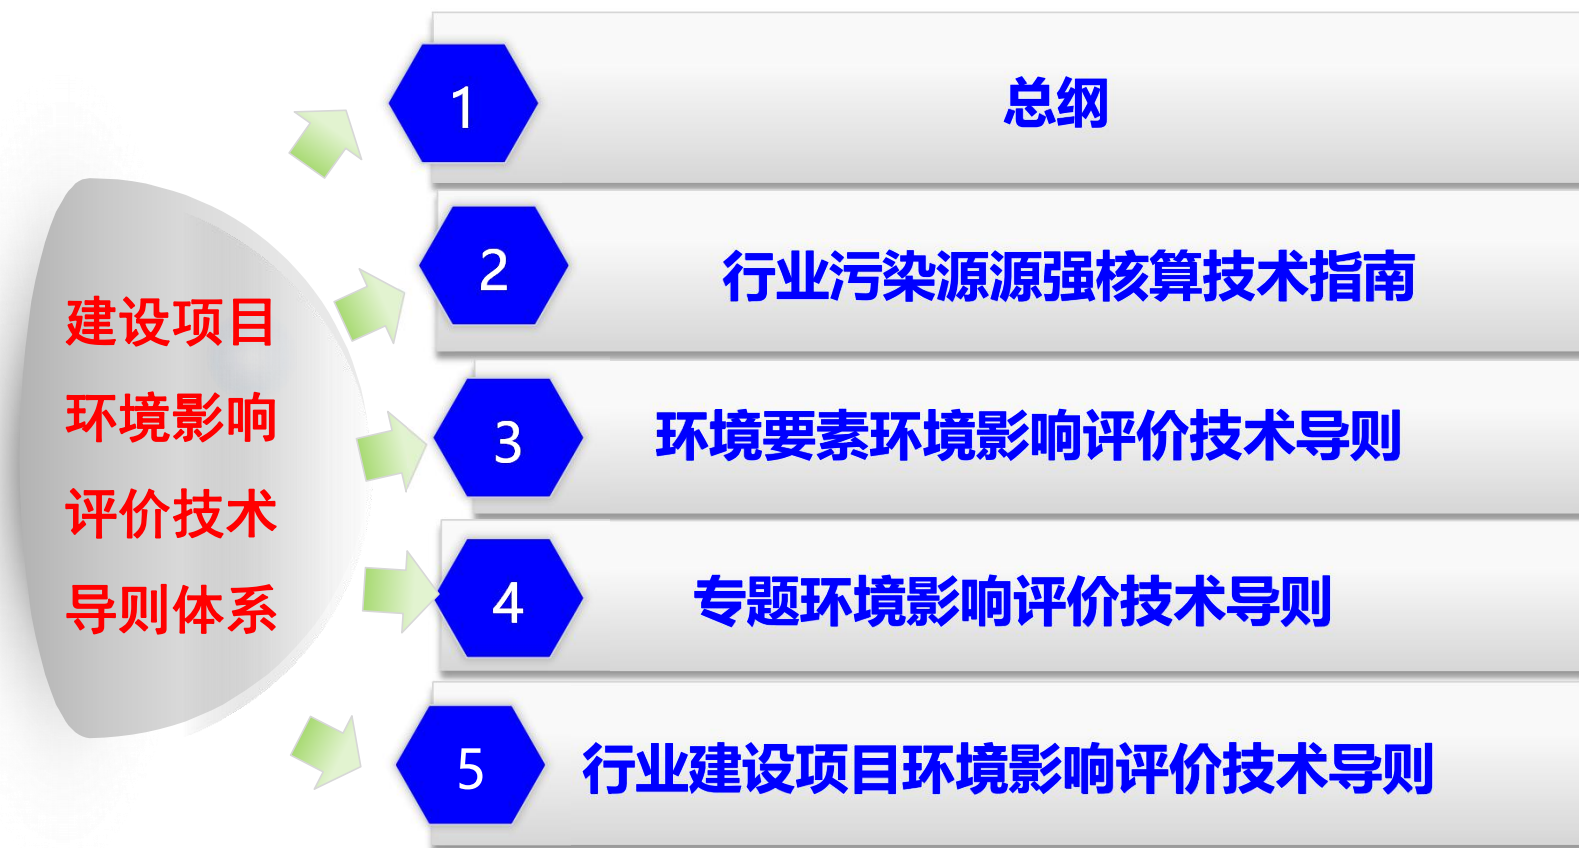 建设项目
环境影响
评价技术
导则体系
1
总纲
2
行业污染源源强核算技术指南
3
环境要素环境影响评价技术导则
4
专题环境影响评价技术导则
5
行业建设项目环境影响评价技术导则